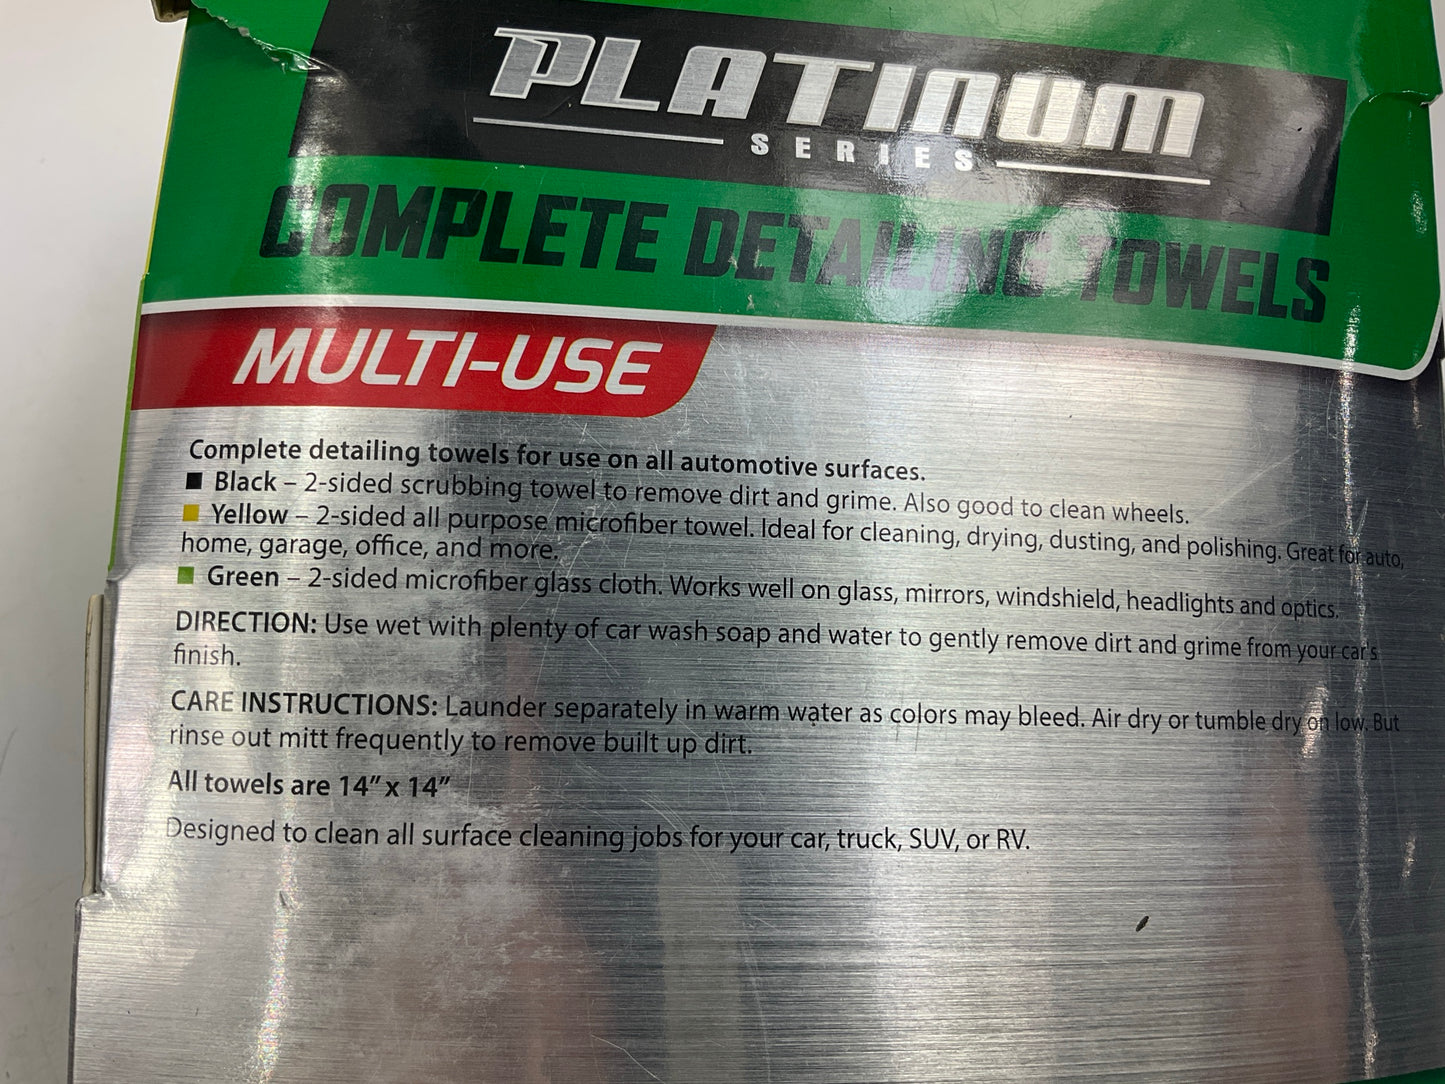 PLATINUM
SERIES
COMPLETE DETAILING TOWELS
MULTI-USE
Complete detailing towels for use on all automotive surfaces.
Black – 2-sided scrubbing towel to remove dirt and grime. Also good to clean wheels.
Yellow – 2-sided all purpose microfiber towel. Ideal for cleaning, drying, dusting, and polishing. Great for auto,
home, garage, office, and more.
Green – 2-sided microfiber glass cloth. Works well on glass, mirrors, windshield, headlights and optics.
DIRECTION: Use wet with plenty of car wash soap and water to gently remove dirt and grime from your car's
finish.
CARE INSTRUCTIONS: Launder separately in warm water as colors may bleed. Air dry or tumble dry on low. But
rinse out mitt frequently to remove built up dirt.
All towels are 14” x 14”
Designed to clean all surface cleaning jobs for your car, truck, SUV, or RV.